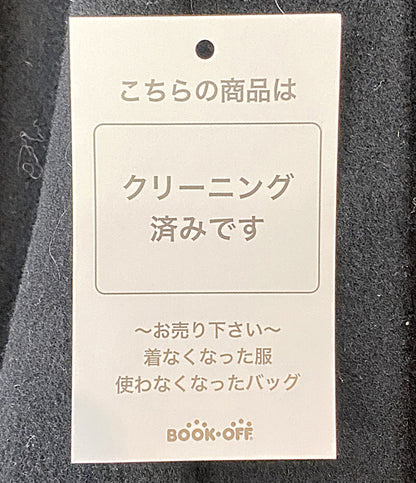 こちらの商品は
クリーニング
済みです
～お売り下さい～
着なくなった服
使わなくなったバッグ
BOOK・OFF